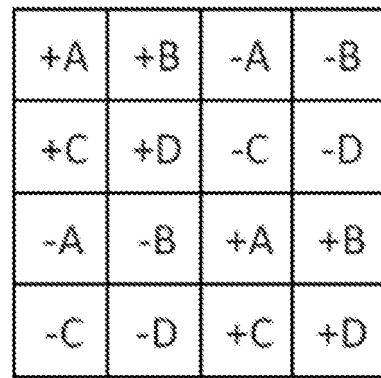 +A +B -A -B
+C +D -C -D
-A -B +A +B
-C -D +C +D